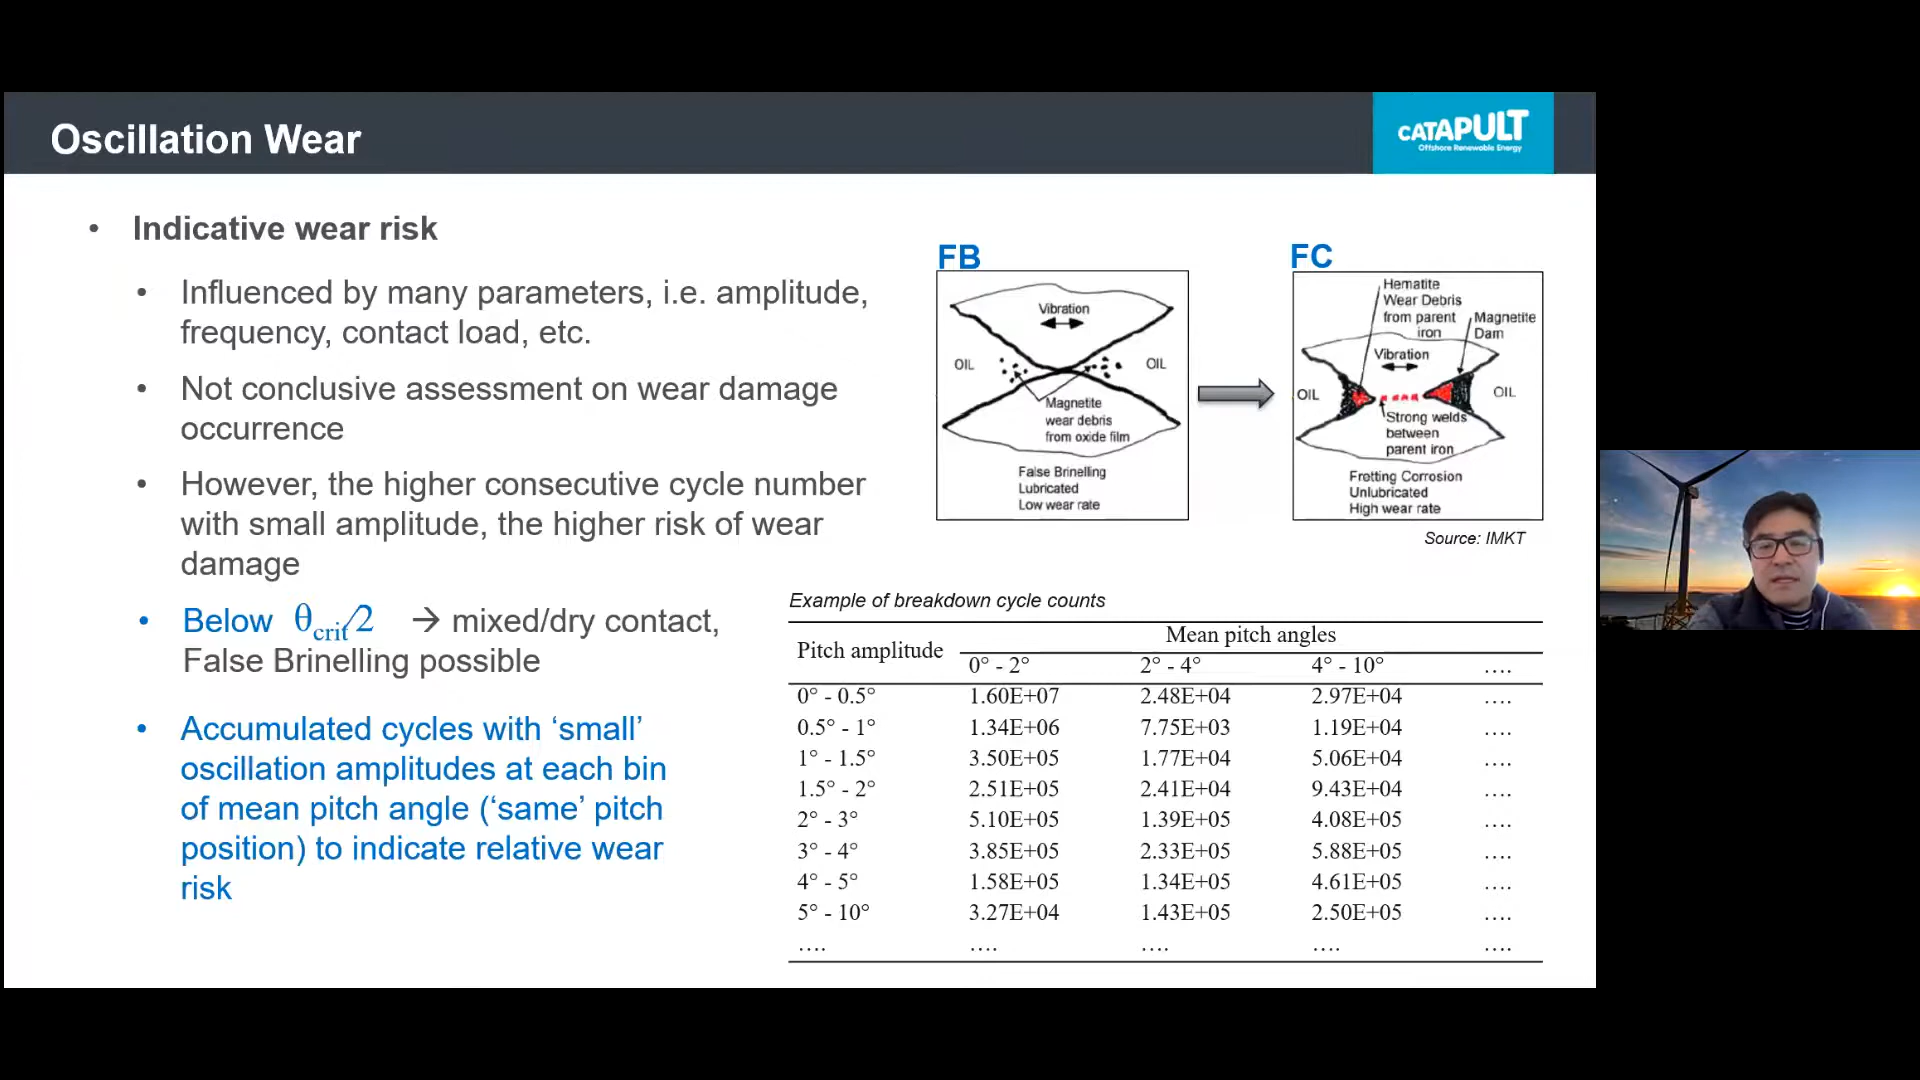 Oscillation Wear
CATAPULT
Offshore Renewable Energy
• Indicative wear risk
• Influenced by many parameters, i.e. amplitude,
frequency, contact load, etc.
• Not conclusive assessment on wear damage
occurrence
• However, the higher consecutive cycle number
with small amplitude, the higher risk of wear
damage
• Below θcrit/2 → mixed/dry contact,
False Brinelling possible
• Accumulated cycles with ‘small’
oscillation amplitudes at each bin
of mean pitch angle (‘same’ pitch
position) to indicate relative wear
risk
FB
Vibration
OIL OIL
Magnetite
wear debris
from oxide film
False Brinelling
Lubricated
Low wear rate
FC
Hematite
Wear Debris
from parent
iron
Magnetite
Dam
Vibration
OIL OIL
Strong welds
between
parent iron
Fretting Corrosion
Unlubricated
High wear rate
Source: IMKT
Example of breakdown cycle counts
Pitch amplitude Mean pitch angles
0° - 2° 2° - 4° 4° - 10° ....
0° - 0.5° 1.60E+07 2.48E+04 2.97E+04 ....
0.5° - 1° 1.34E+06 7.75E+03 1.19E+04 ....
1° - 1.5° 3.50E+05 1.77E+04 5.06E+04 ....
1.5° - 2° 2.51E+05 2.41E+04 9.43E+04 ....
2° - 3° 5.10E+05 1.39E+05 4.08E+05 ....
3° - 4° 3.85E+05 2.33E+05 5.88E+05 ....
4° - 5° 1.58E+05 1.34E+05 4.61E+05 ....
5° - 10° 3.27E+04 1.43E+05 2.50E+05 ....
.... .... .... .... ....